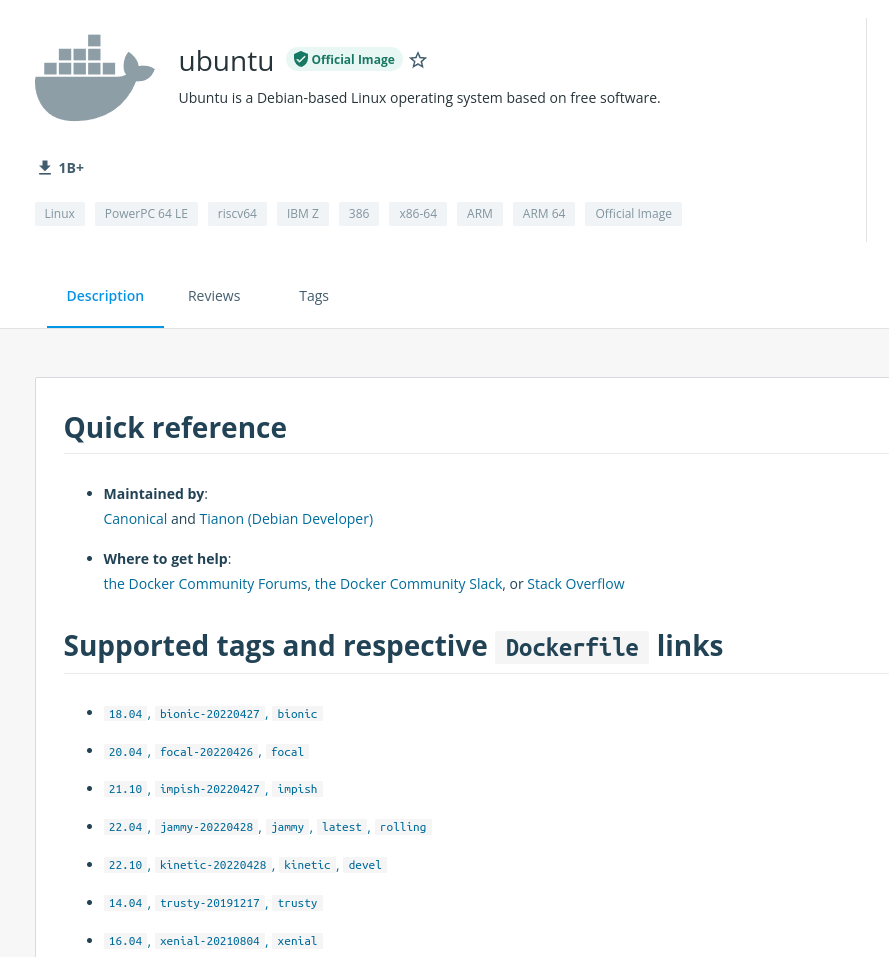 ubuntu Official Image
Ubuntu is a Debian-based Linux operating system based on free software.
1B+
Linux PowerPC 64 LE riscv64 IBM Z 386 x86-64 ARM ARM 64 Official Image
Description Reviews Tags
Quick reference
• Maintained by:
Canonical and Tianon (Debian Developer)
• Where to get help:
the Docker Community Forums, the Docker Community Slack, or Stack Overflow
Supported tags and respective Dockerfile links
• 18.04, bionic-20220427, bionic
• 20.04, focal-20220426, focal
• 21.10, impish-20220427, impish
• 22.04, jammy-20220428, jammy, latest, rolling
• 22.10, kinetic-20220428, kinetic, devel
• 14.04, trusty-20191217, trusty
• 16.04, xenial-20210804, xenial